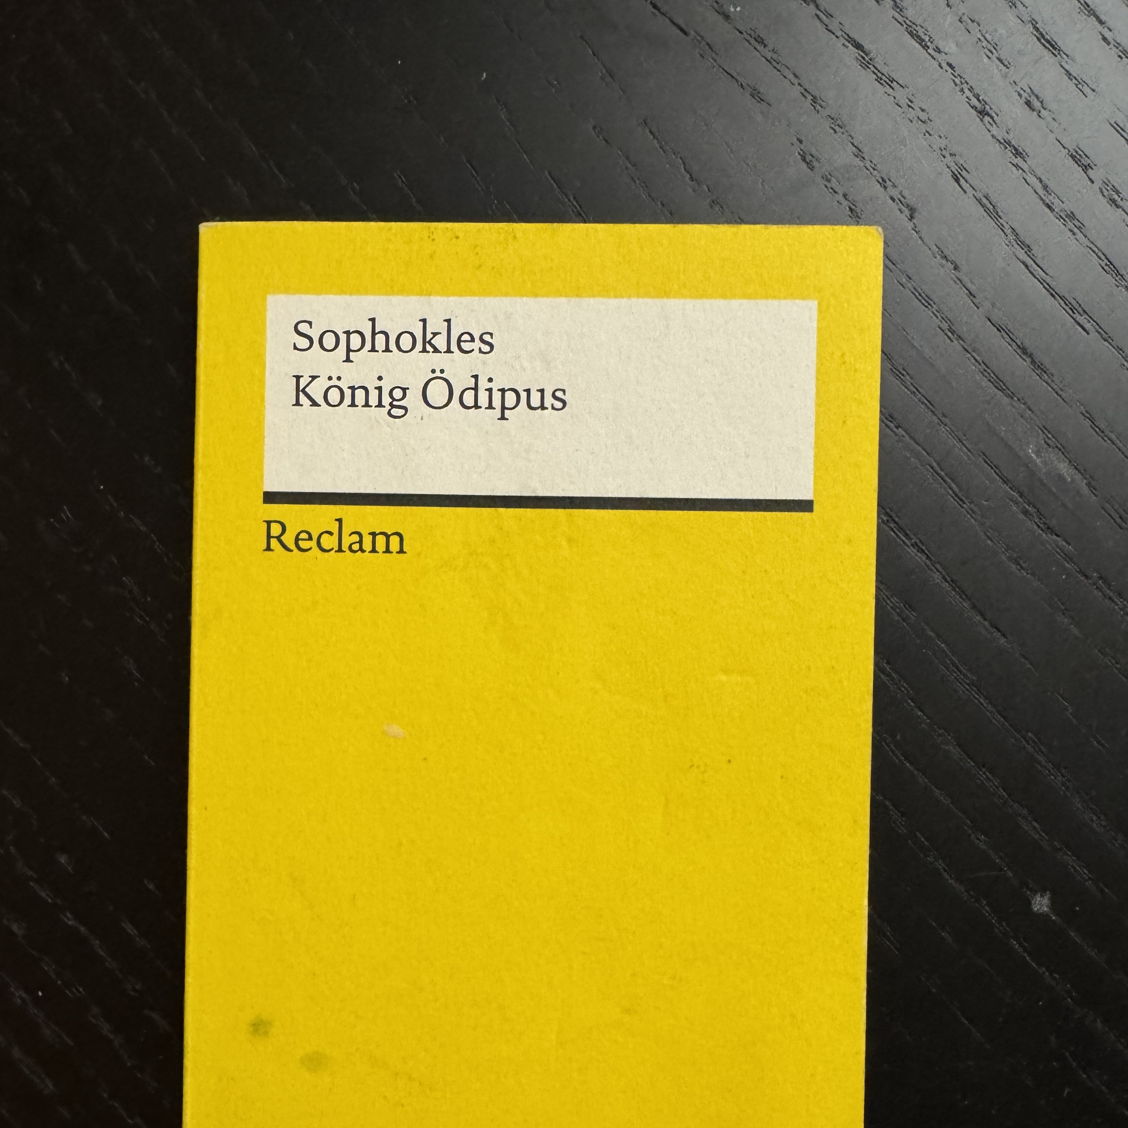 Sophokles
König Ödipus
Reclam